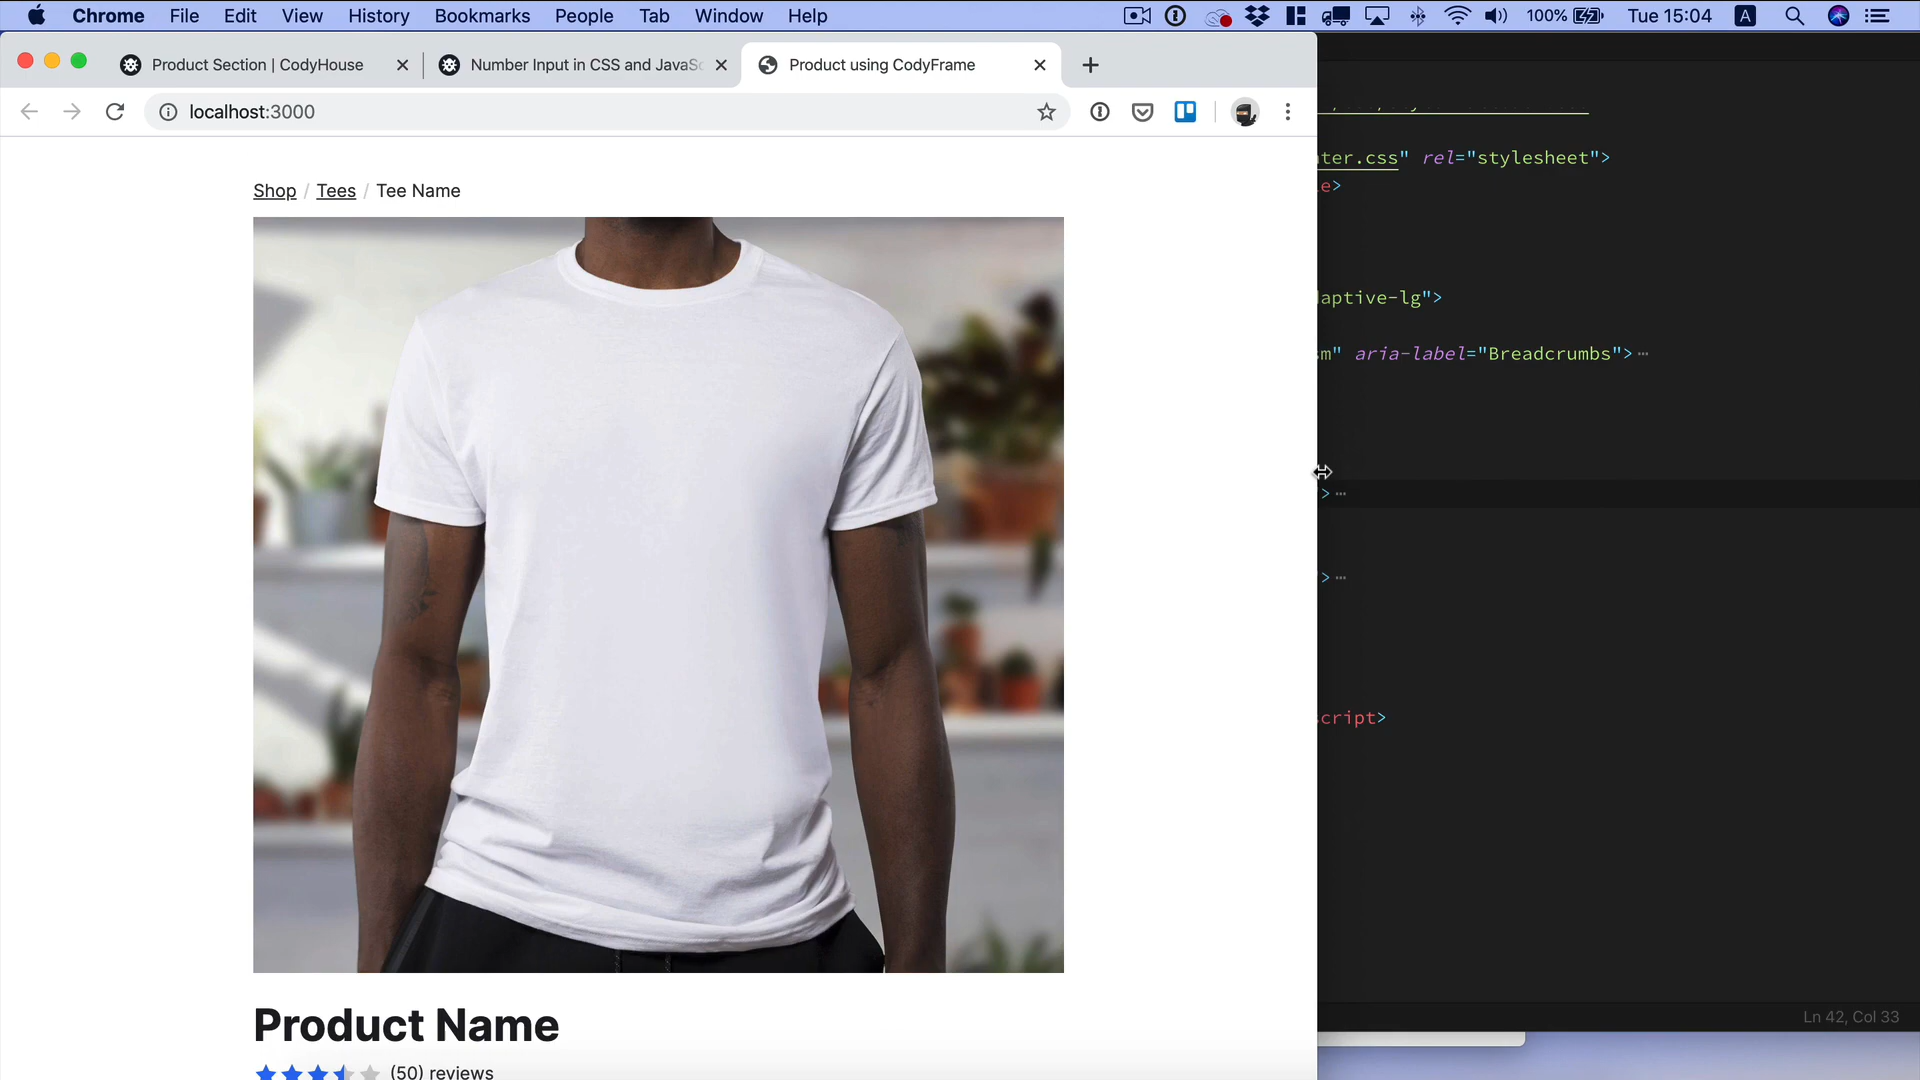 Chrome File Edit View History Bookmarks People Tab Window Help 100% Tue 15:04 A
Product Section | CodyHouse
Number Input in CSS and JavaSc
Product using CodyFrame
localhost:3000
Shop / Tees / Tee Name
Product Name
(50) reviews
ter.css" rel="stylesheet">
e>
aptive-lg">
sm" aria-label="Breadcrumbs">…
>…
>…
cript>
Ln 42, Col 33